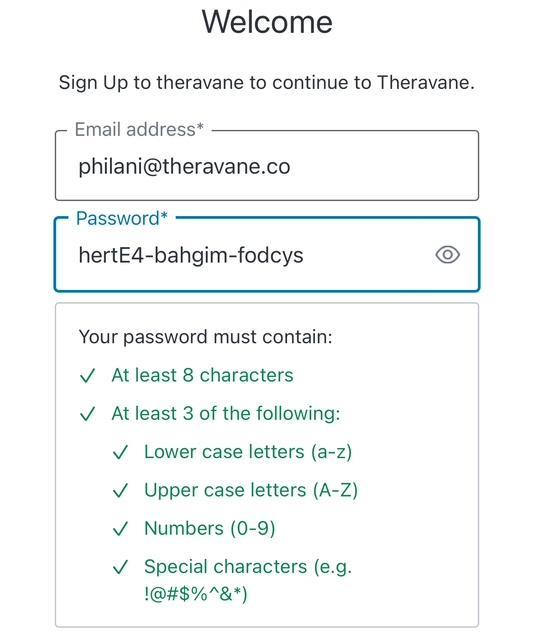 Welcome
Sign Up to theravane to continue to Theravane.
Email address*
philani@theravane.co
Password*
hertE4-bahgim-fodcys
Your password must contain:
At least 8 characters
At least 3 of the following:
Lower case letters (a-z)
Upper case letters (A-Z)
Numbers (0-9)
Special characters (e.g.
!@#$%^&*)